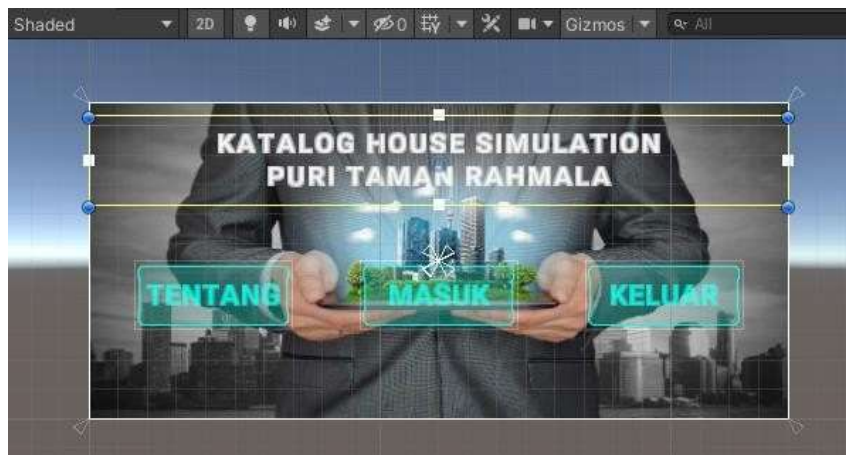 Shaded 2D 0 Gizmos All
KATALOG HOUSE SIMULATION
PURI TAMAN RAHMALA
TENTANG MASUK KELUAR